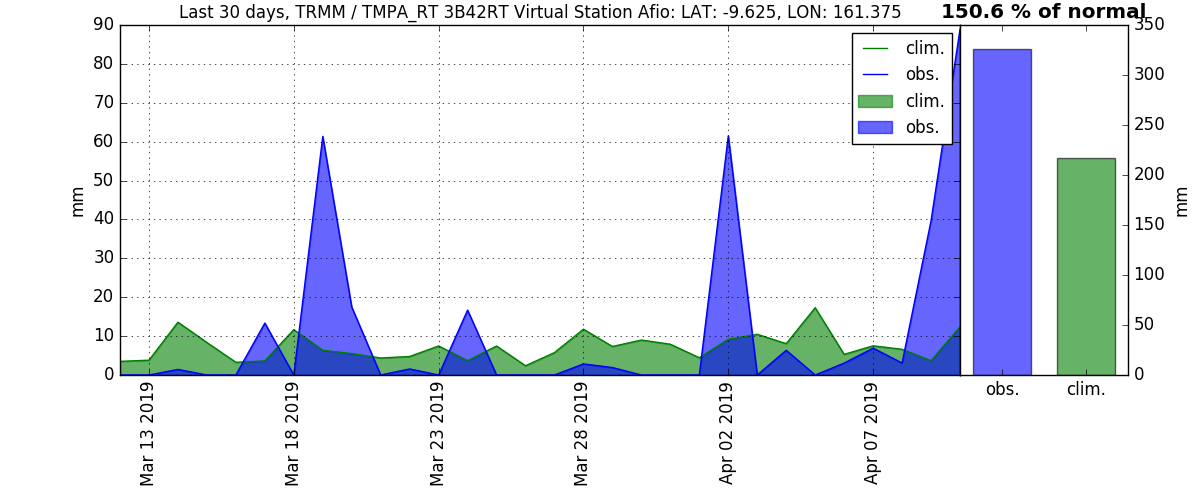 Last 30 days, TRMM / TMPA_RT 3B42RT Virtual Station Afio: LAT: -9.625, LON: 161.375
150.6 % of normal
90
80
70
60
50
40
30
20
10
0
mm
clim.
obs.
clim.
obs.
350
300
250
200
150
100
50
0
mm
Mar 13 2019
Mar 18 2019
Mar 23 2019
Mar 28 2019
Apr 02 2019
Apr 07 2019
obs.
clim.